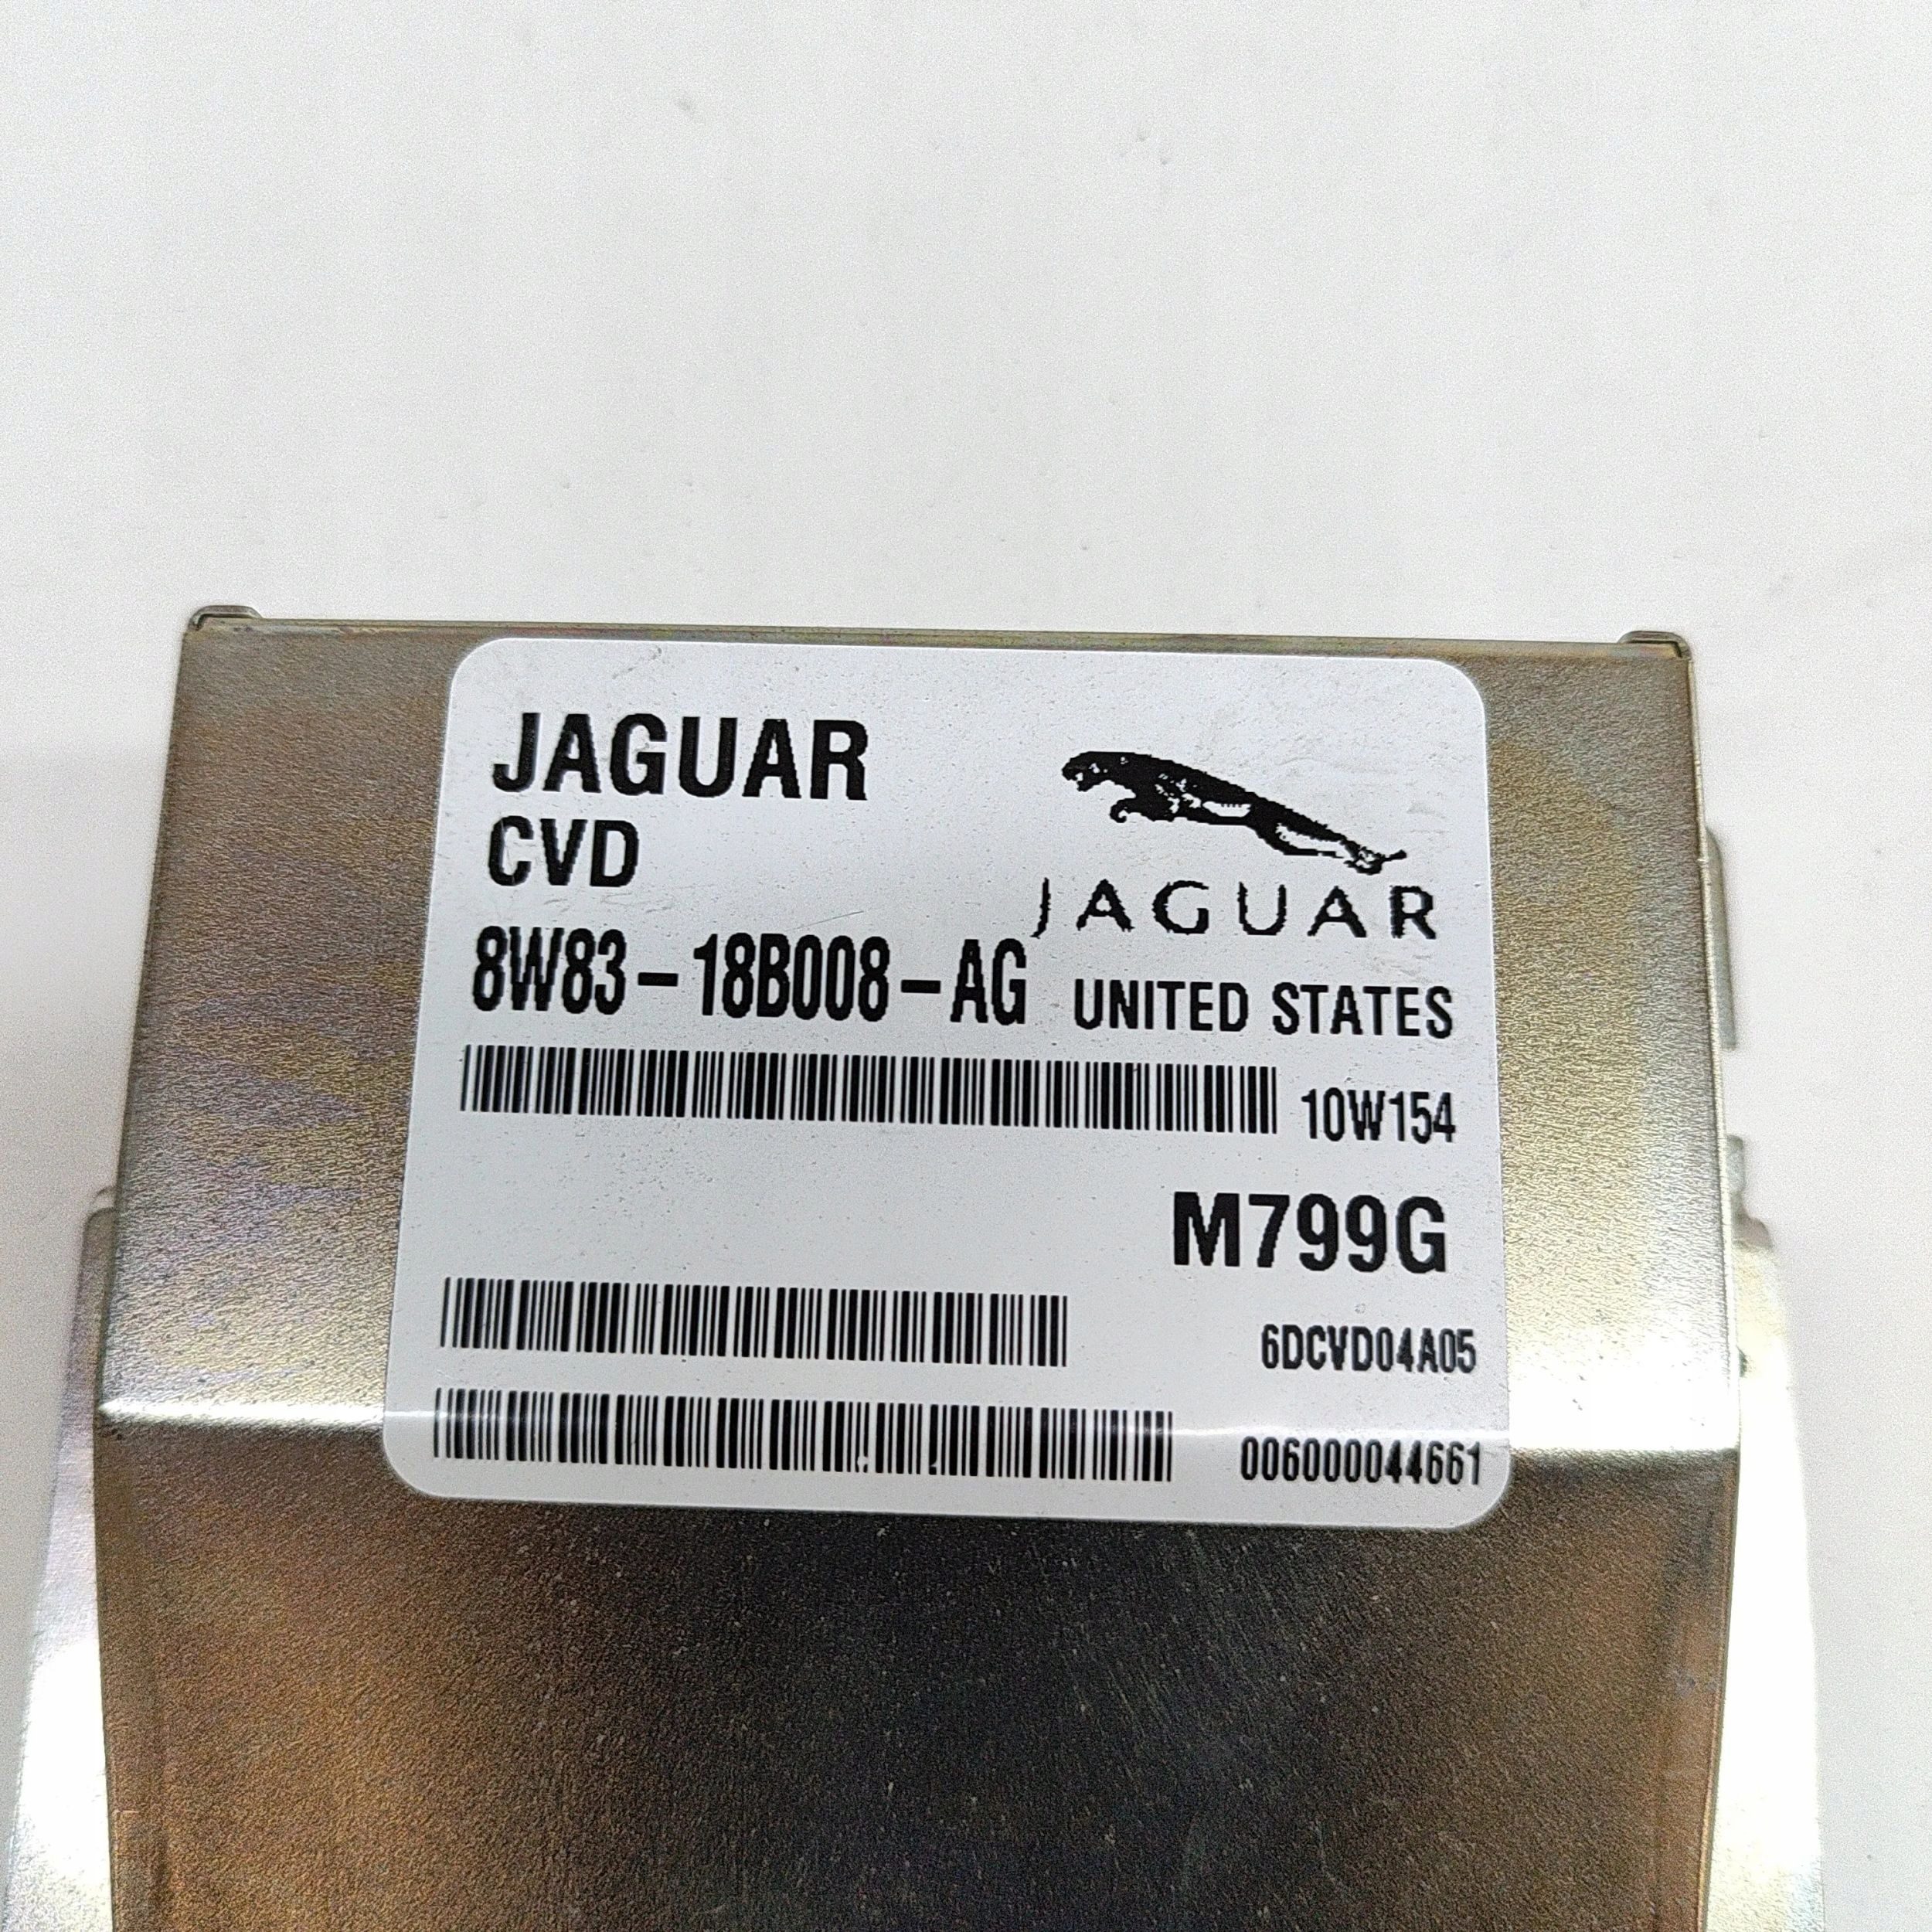 JAGUAR
CVD
JAGUAR
8W83-18B008-AG
UNITED STATES
10W154
M799G
6DCVD04A05
006000044661